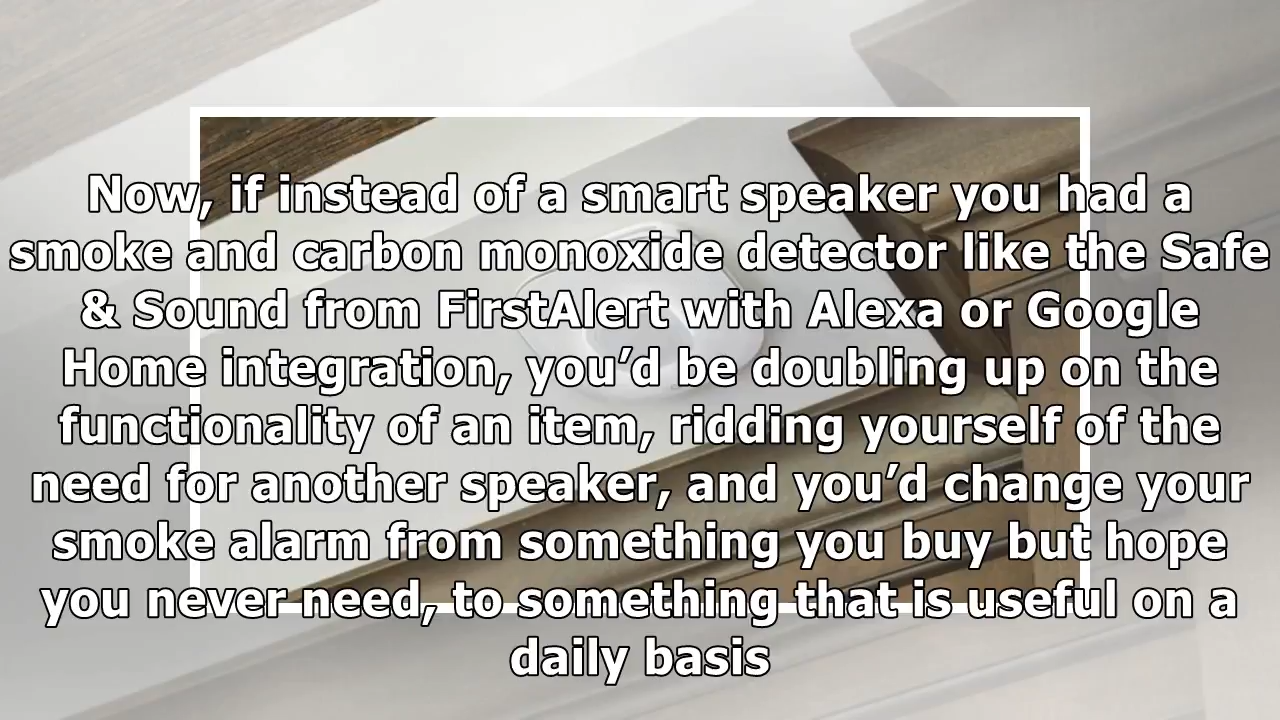 Now, if instead of a smart speaker you had a
smoke and carbon monoxide detector like the Safe
& Sound from FirstAlert with Alexa or Google
Home integration, you’d be doubling up on the
functionality of an item, ridding yourself of the
need for another speaker, and you’d change your
smoke alarm from something you buy but hope
you never need, to something that is useful on a
daily basis